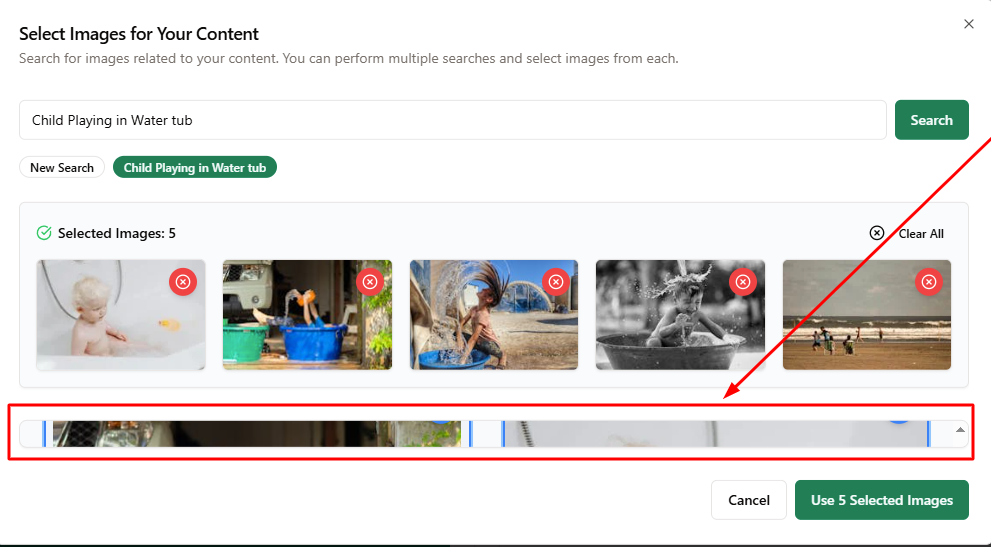 Select Images for Your Content
Search for images related to your content. You can perform multiple searches and select images from each.
Child Playing in Water tub
Search
New Search
Child Playing in Water tub
Selected Images: 5
Clear All
Cancel
Use 5 Selected Images